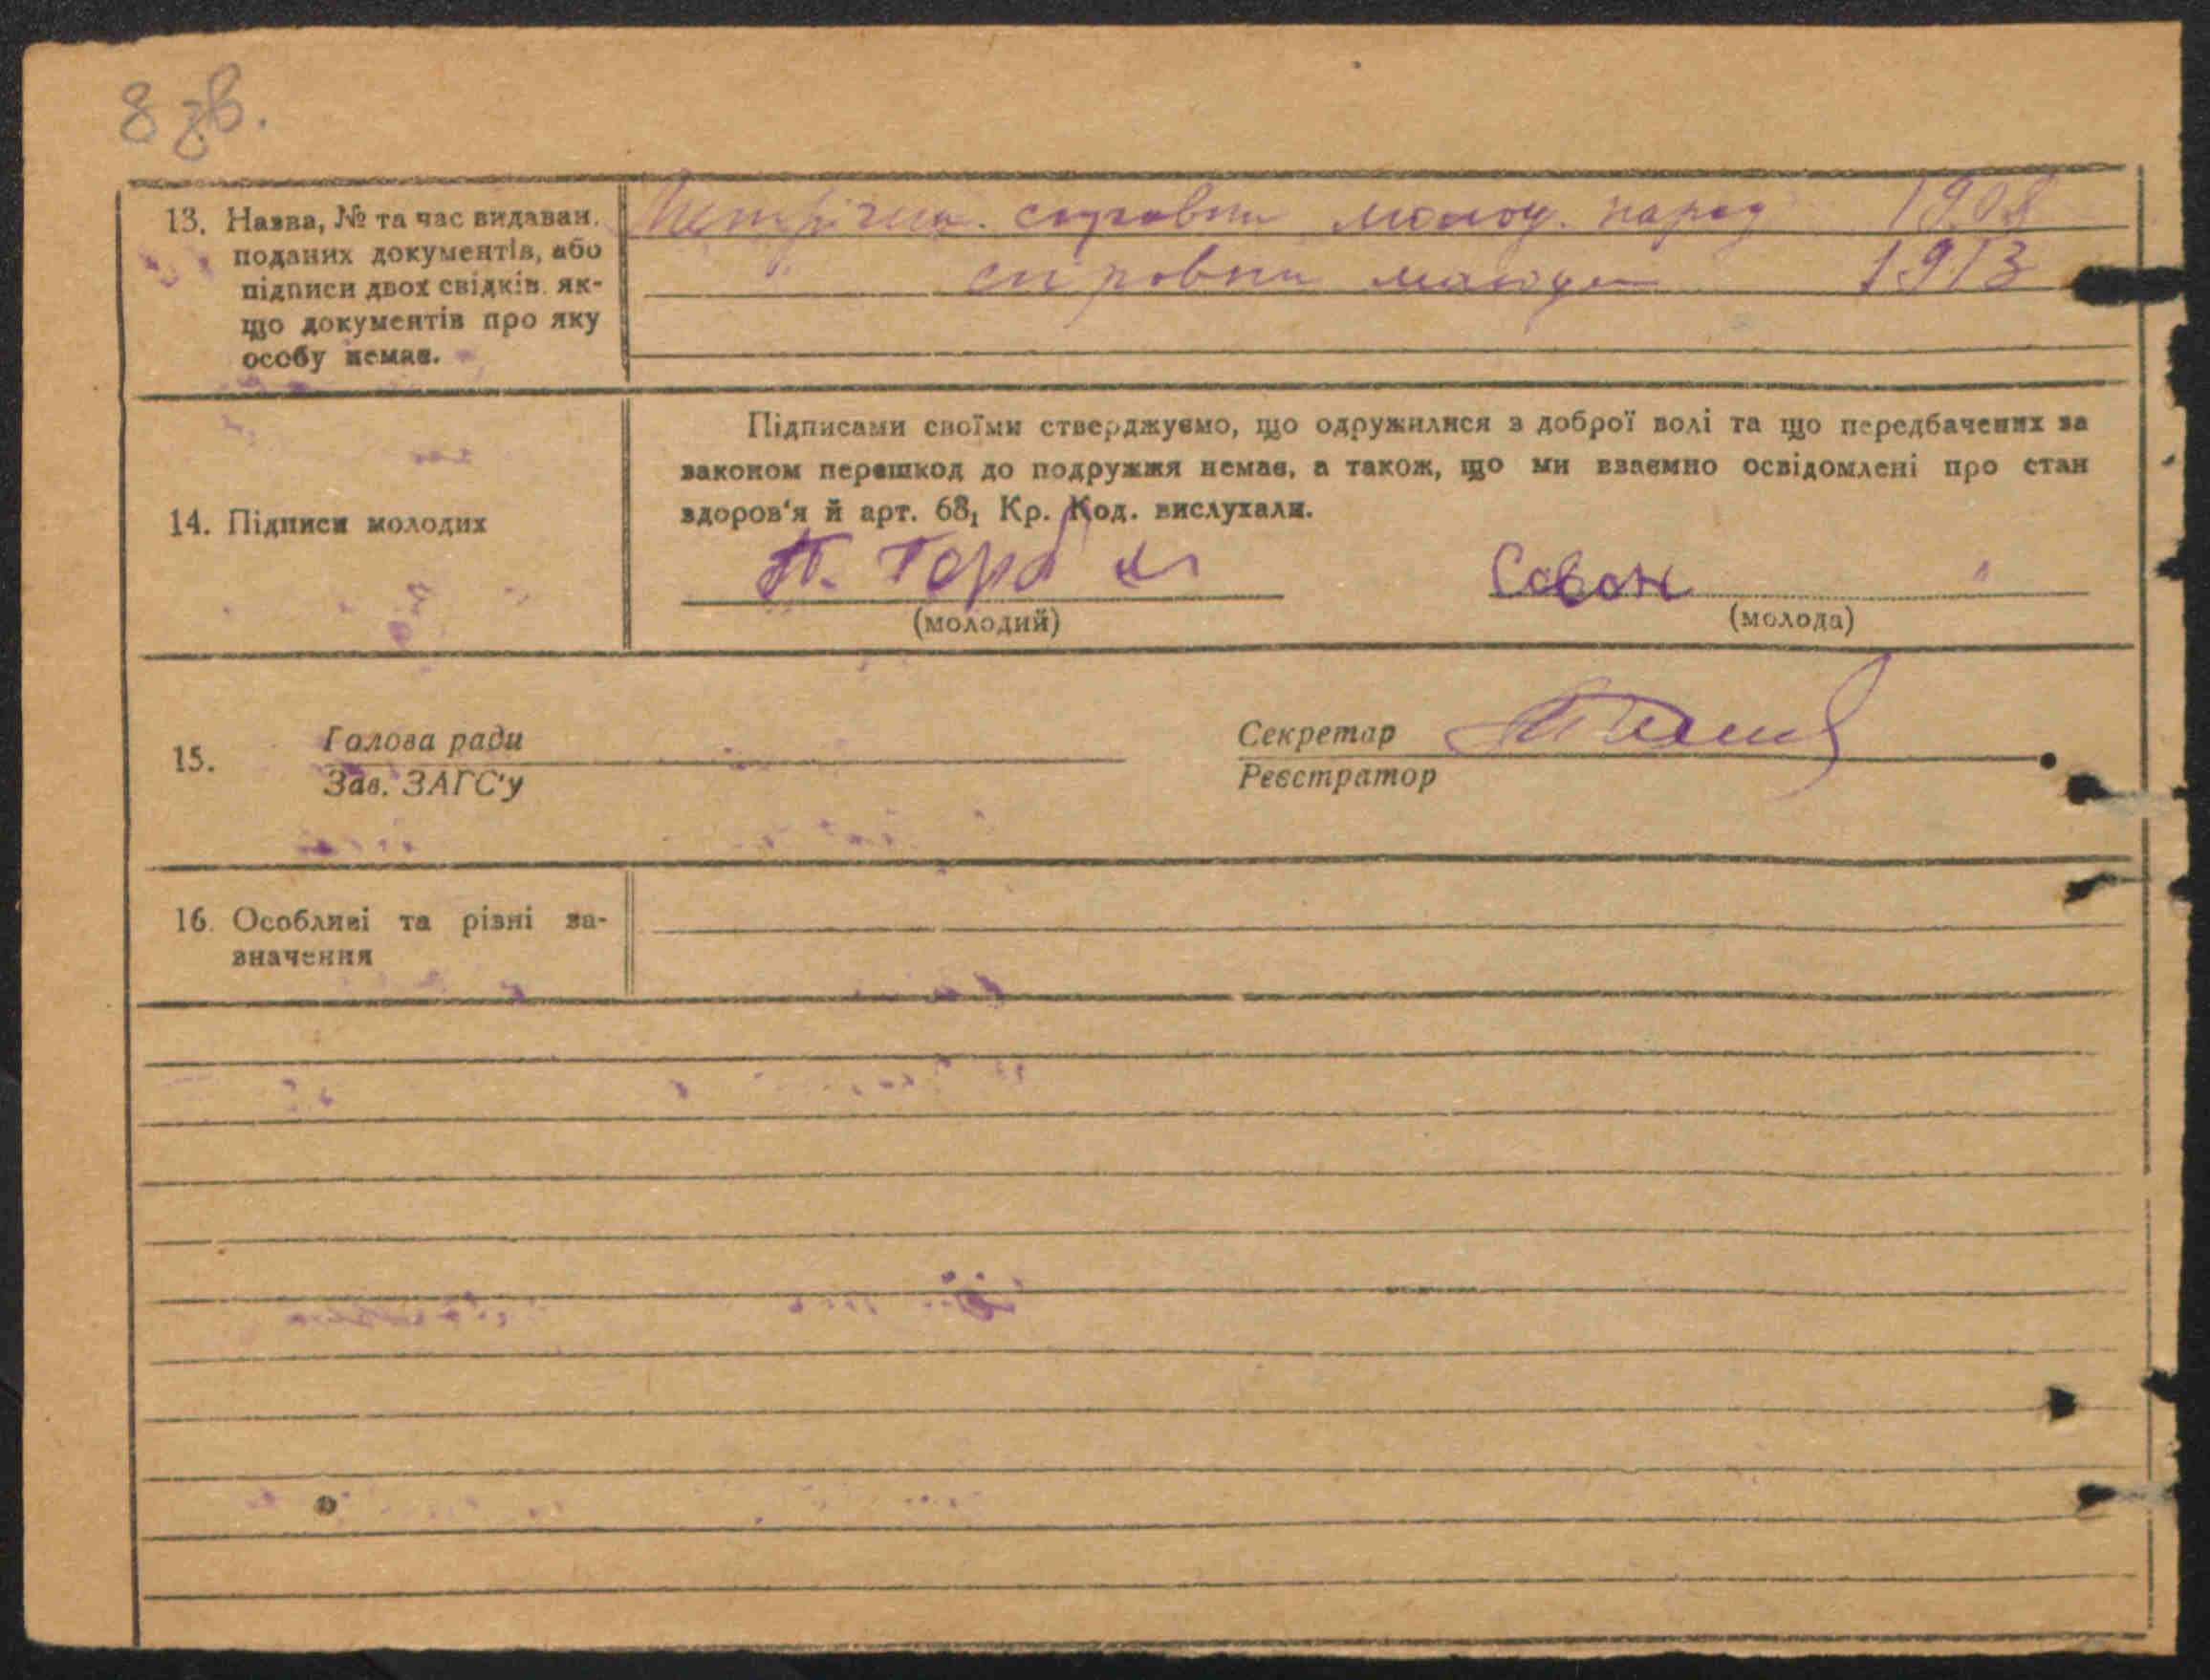 8 зв.
13. Назва, № та час видаван. поданих документів, або підписи двох свідків як-що документів про яку особу немає.
1908
1913
14. Підписи молодих
Підписами своїми стверджуємо, що одружилися з доброї волі та що передбачених за
законом перешкод до подружжя немає, а також, що ми взаємно освідомлені про стан
здоров'я й арт. 68₁ Кр. Код. вислухали.
П. Горб
Совон
(молодий) (молода)
15. Голова ради Секретар
Зав. ЗАГС'у Реєстратор
16. Особливі та різні за-
значення